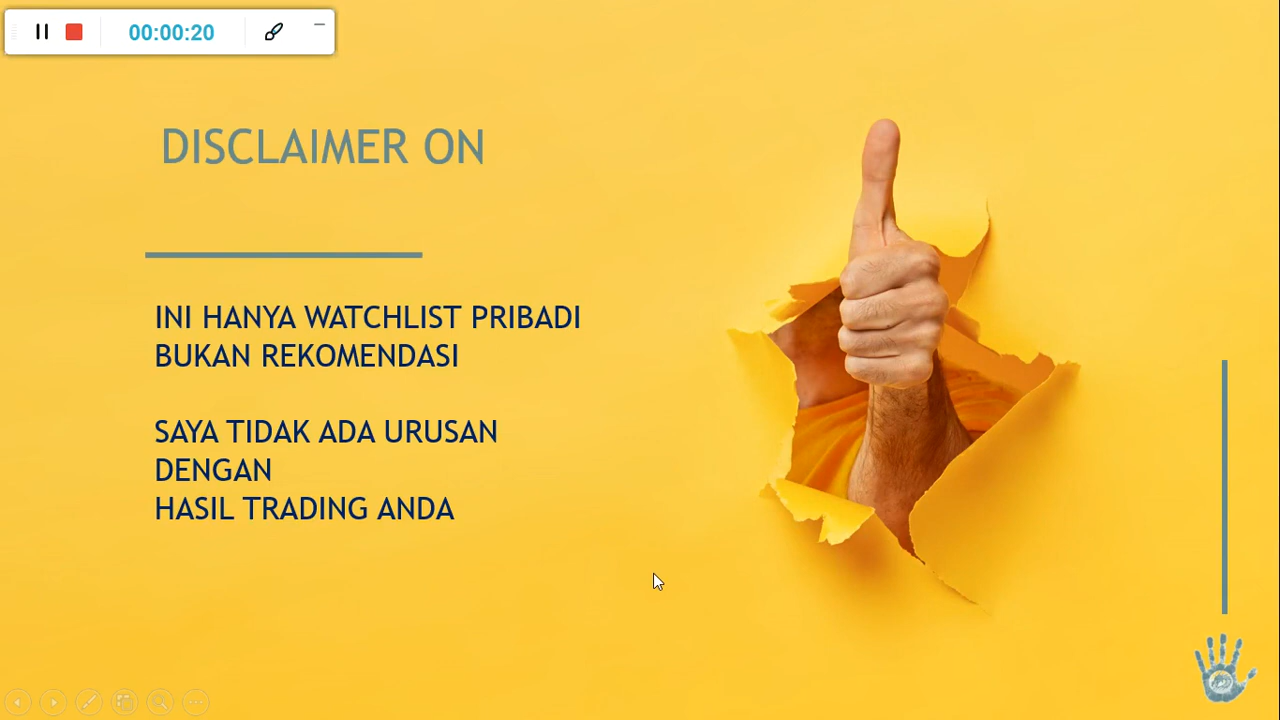 00:00:20
DISCLAIMER ON
INI HANYA WATCHLIST PRIBADI
BUKAN REKOMENDASI
SAYA TIDAK ADA URUSAN
DENGAN
HASIL TRADING ANDA